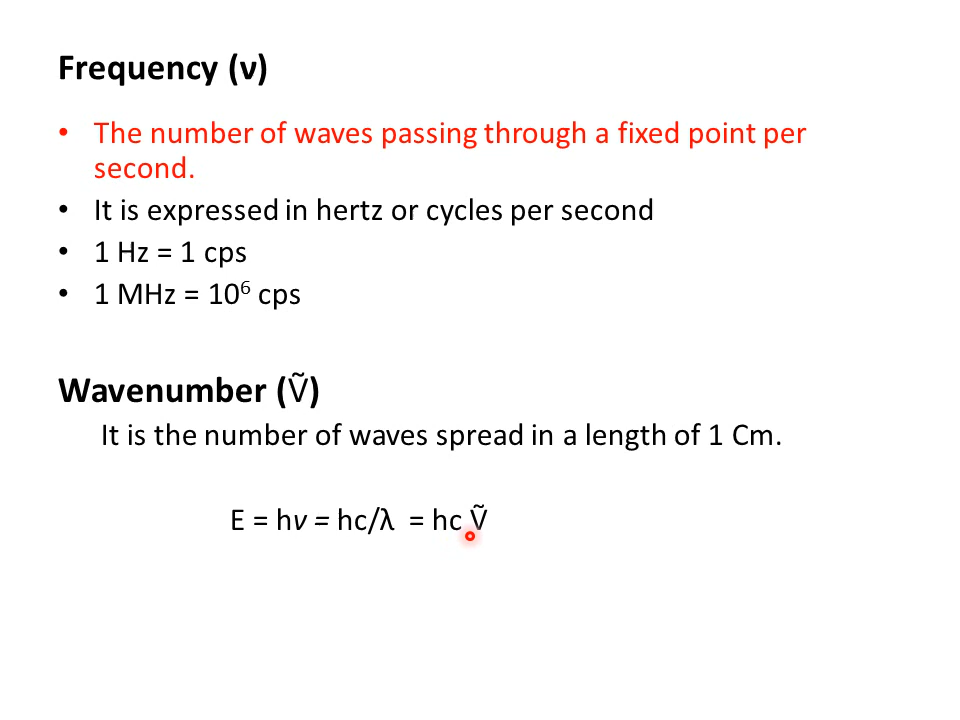 Frequency (ν)
• The number of waves passing through a fixed point per
second.
• It is expressed in hertz or cycles per second
• 1 Hz = 1 cps
• 1 MHz = 10⁶ cps
Wavenumber (Ṽ)
It is the number of waves spread in a length of 1 Cm.
E = hν = hc/λ = hc Ṽ